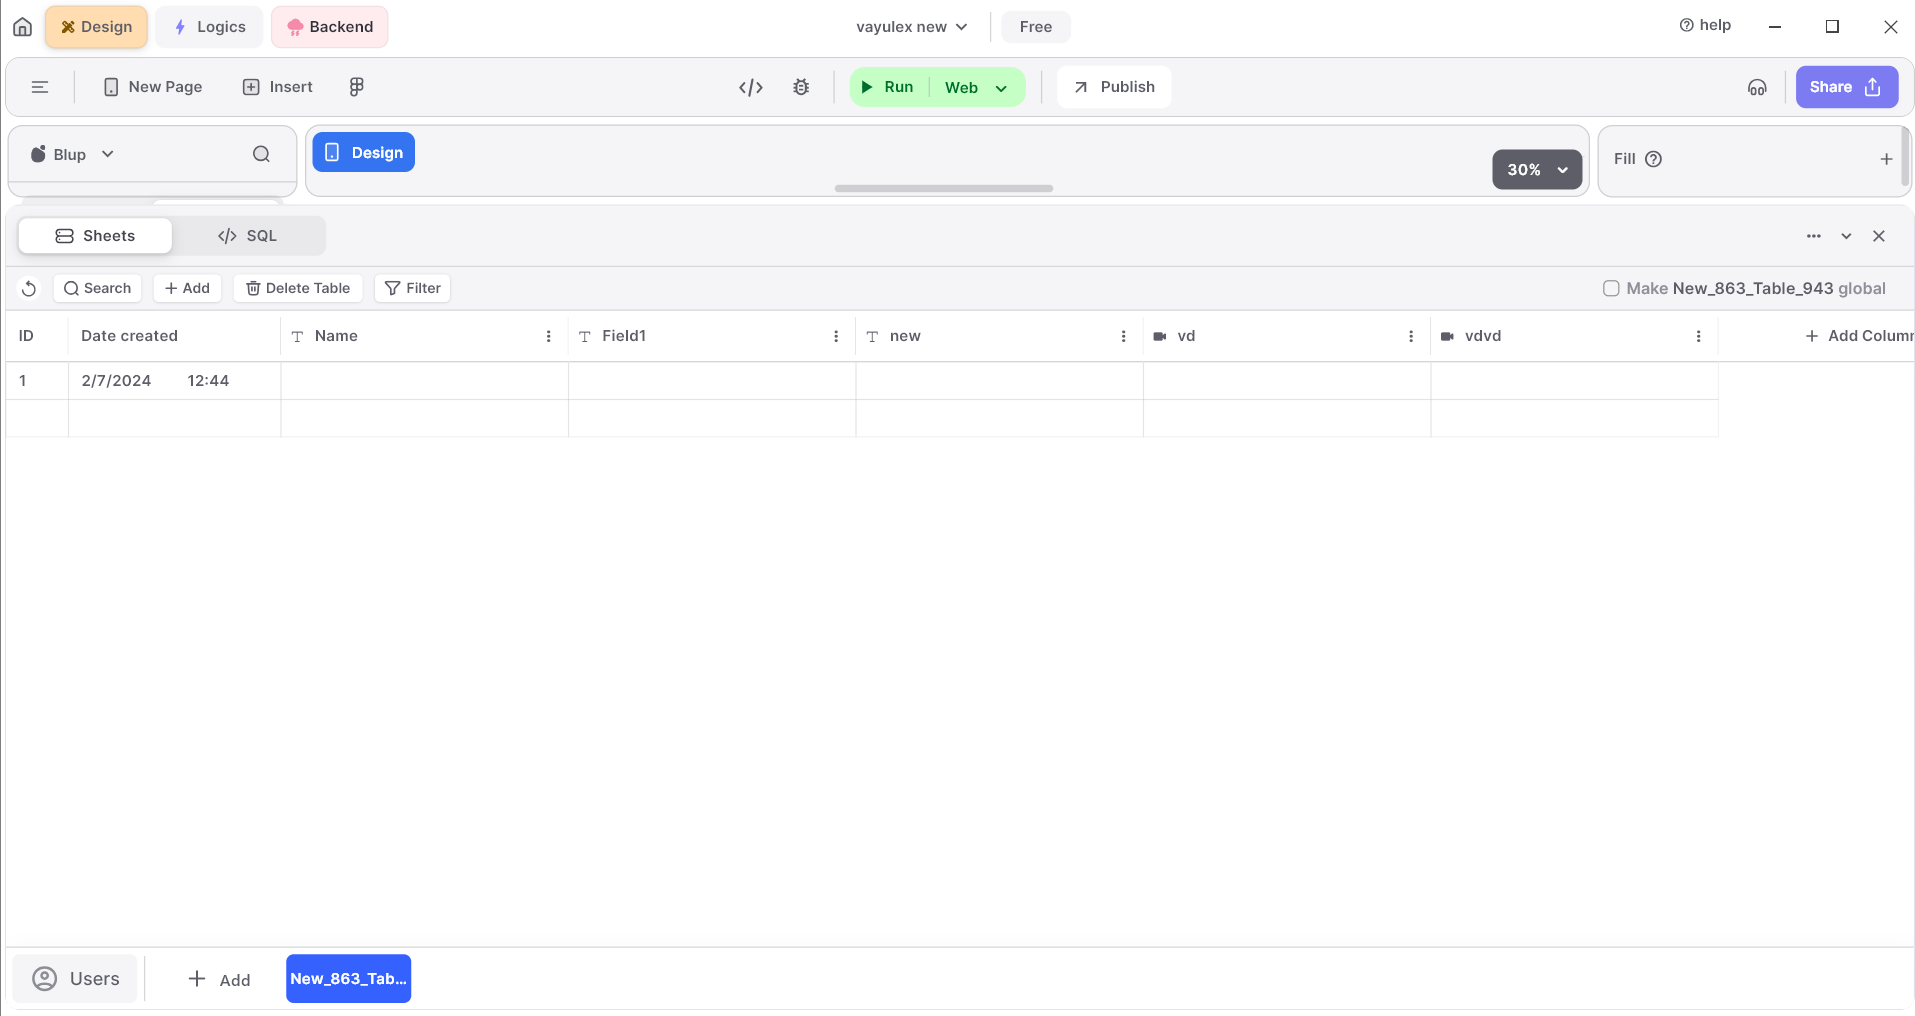 Design Logics Backend vayulex new Free help
New Page Insert Run Web Publish Share
Blup Design 30% Fill
Sheets SQL
Search Add Delete Table Filter Make New_863_Table_943 global
ID Date created Name Field1 new vd vdvd Add Column
1 2/7/2024 12:44
Users Add New_863_Tab...